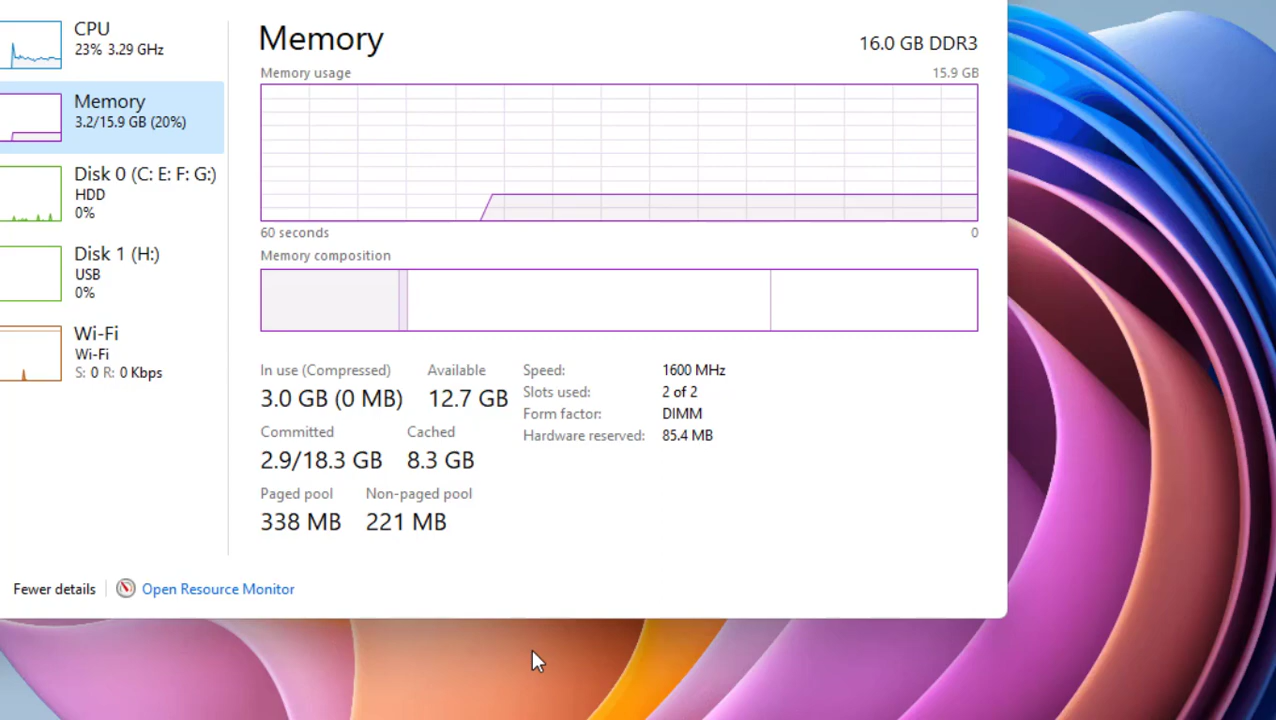 CPU
23% 3.29 GHz
Memory
3.2/15.9 GB (20%)
Disk 0 (C: E: F: G:)
HDD
0%
Disk 1 (H:)
USB
0%
Wi-Fi
Wi-Fi
S: 0 R: 0 Kbps
Memory
16.0 GB DDR3
Memory usage
15.9 GB
60 seconds
0
Memory composition
In use (Compressed)
3.0 GB (0 MB)
Available
12.7 GB
Committed
2.9/18.3 GB
Cached
8.3 GB
Paged pool
338 MB
Non-paged pool
221 MB
Speed: 1600 MHz
Slots used: 2 of 2
Form factor: DIMM
Hardware reserved: 85.4 MB
Fewer details
Open Resource Monitor